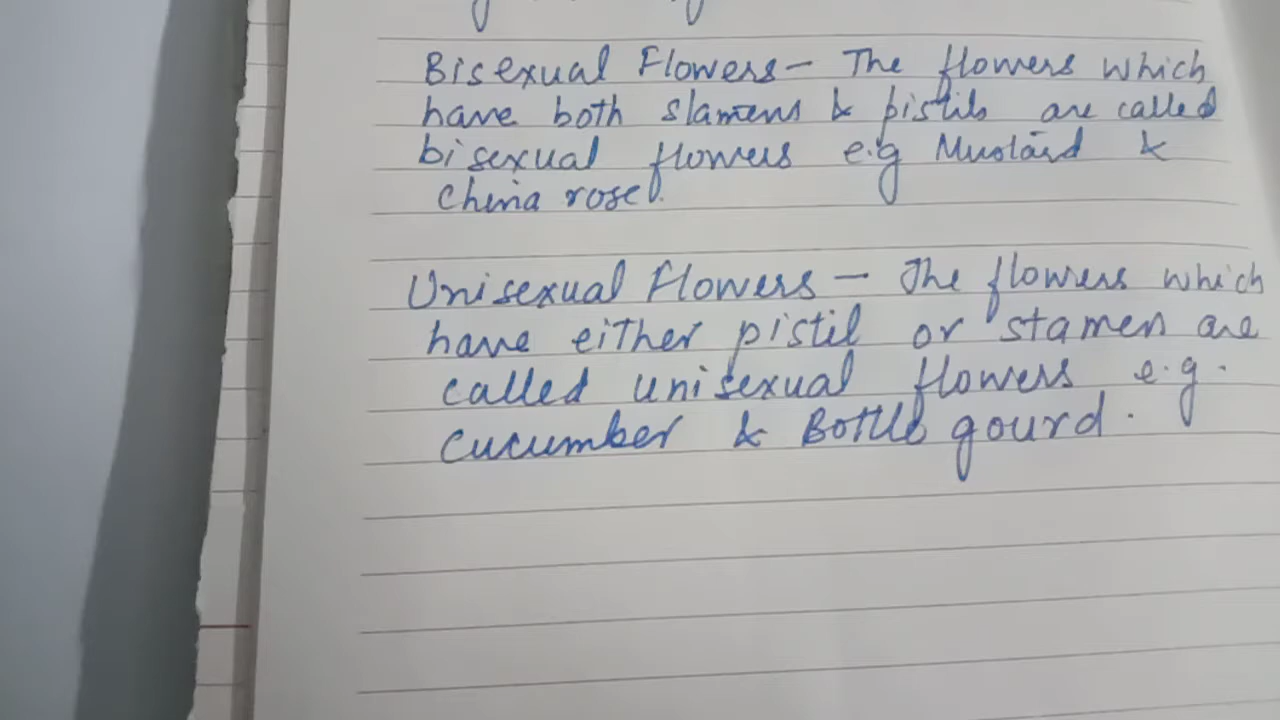 Bisexual Flowers - The flowers which
have both stamens & pistils are called
bisexual flowers e.g Mustard &
China rose.
Unisexual Flowers - The flowers which
have either pistil or stamen are
called unisexual flowers e.g.
Cucumber & Bottle gourd.